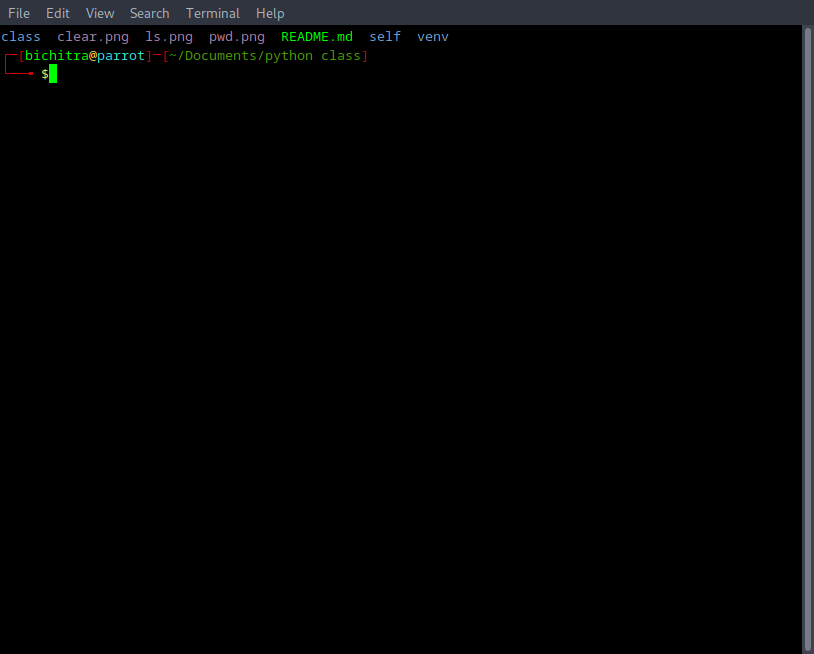 File Edit View Search Terminal Help
class clear.png ls.png pwd.png README.md self venv
┌─[bichitra@parrot]─[~/Documents/python class]
└──╼ $